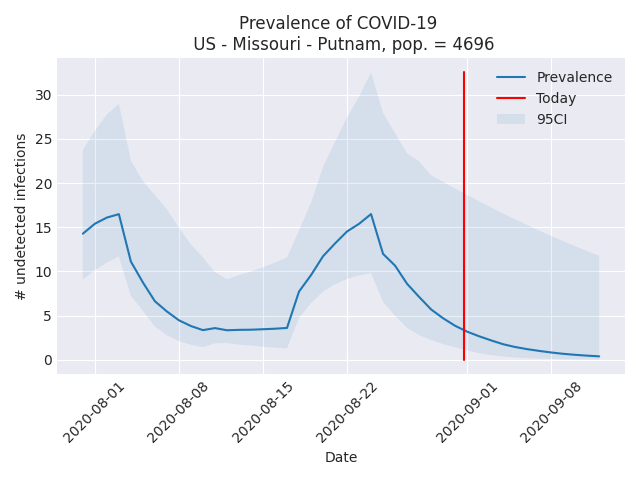 Prevalence of COVID-19
US - Missouri - Putnam, pop. = 4696
Prevalence
Today
95CI
# undetected infections
30
25
20
15
10
5
0
2020-08-01
2020-08-08
2020-08-15
2020-08-22
2020-09-01
2020-09-08
Date